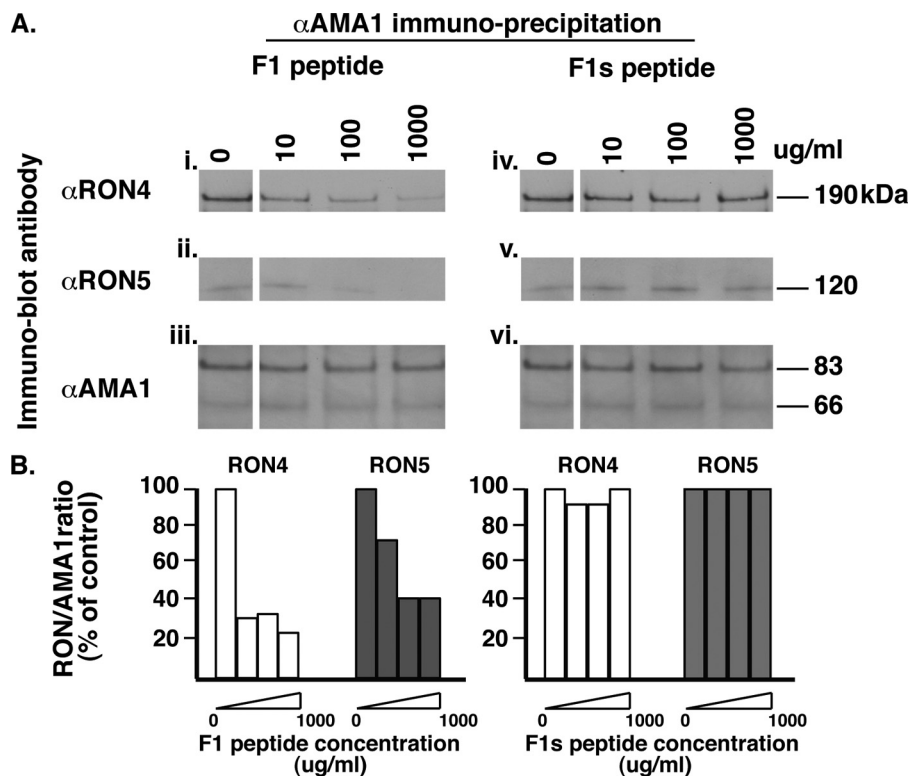 A.
αAMA1 immuno-precipitation
F1 peptide
F1s peptide
0 10 100 1000
0 10 100 1000 ug/ml
Immuno-blot antibody
i.
iv.
αRON4
190kDa
ii.
v.
αRON5
120
iii.
vi.
αAMA1
83
66
B.
RON4
RON5
RON4
RON5
RON/AMA1ratio
(% of control)
100
80
60
40
20
100
80
60
40
20
0 1000
0 1000
0 1000
0 1000
F1 peptide concentration
(ug/ml)
F1s peptide concentration
(ug/ml)